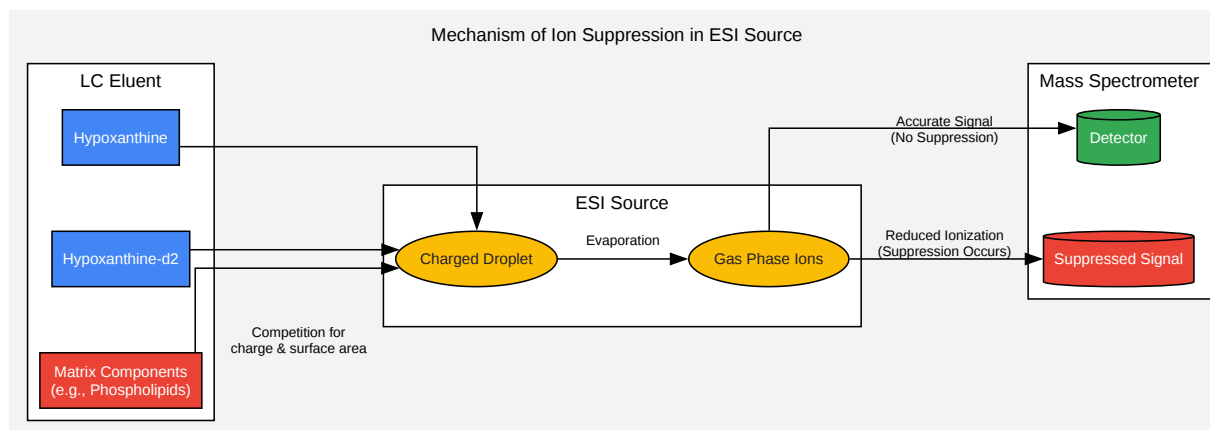 Mechanism of Ion Suppression in ESI Source
LC Eluent
Hypoxanthine
Hypoxanthine-d2
Matrix Components
(e.g., Phospholipids)
Competition for
charge & surface area
ESI Source
Charged Droplet
Evaporation
Gas Phase Ions
Accurate Signal
(No Suppression)
Reduced Ionization
(Suppression Occurs)
Mass Spectrometer
Detector
Suppressed Signal